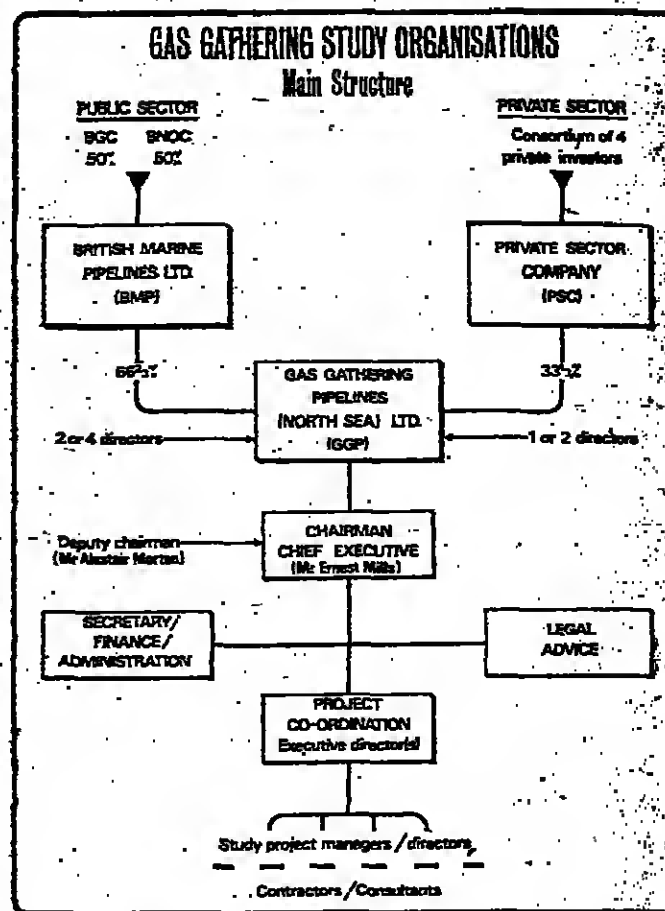 GAS GATHERING STUDY ORGANISATIONS
Main Structure
PUBLIC SECTOR
BGC BNOC
50% 50%
PRIVATE SECTOR
Consortium of 4
private investors
BRITISH MARINE
PIPELINES LTD.
(BMP)
PRIVATE SECTOR
COMPANY
(PSC)
66⅔%
33⅓%
GAS GATHERING
PIPELINES
(NORTH SEA) LTD.
(GGP)
2 or 4 directors
1 or 2 directors
CHAIRMAN
CHIEF EXECUTIVE
(Mr Ernest Mills)
Deputy chairman
(Mr Alastair Morton)
SECRETARY/
FINANCE/
ADMINISTRATION
LEGAL
ADVICE
PROJECT
CO-ORDINATION
Executive director(s)
Study project managers/directors
Contractors/Consultants